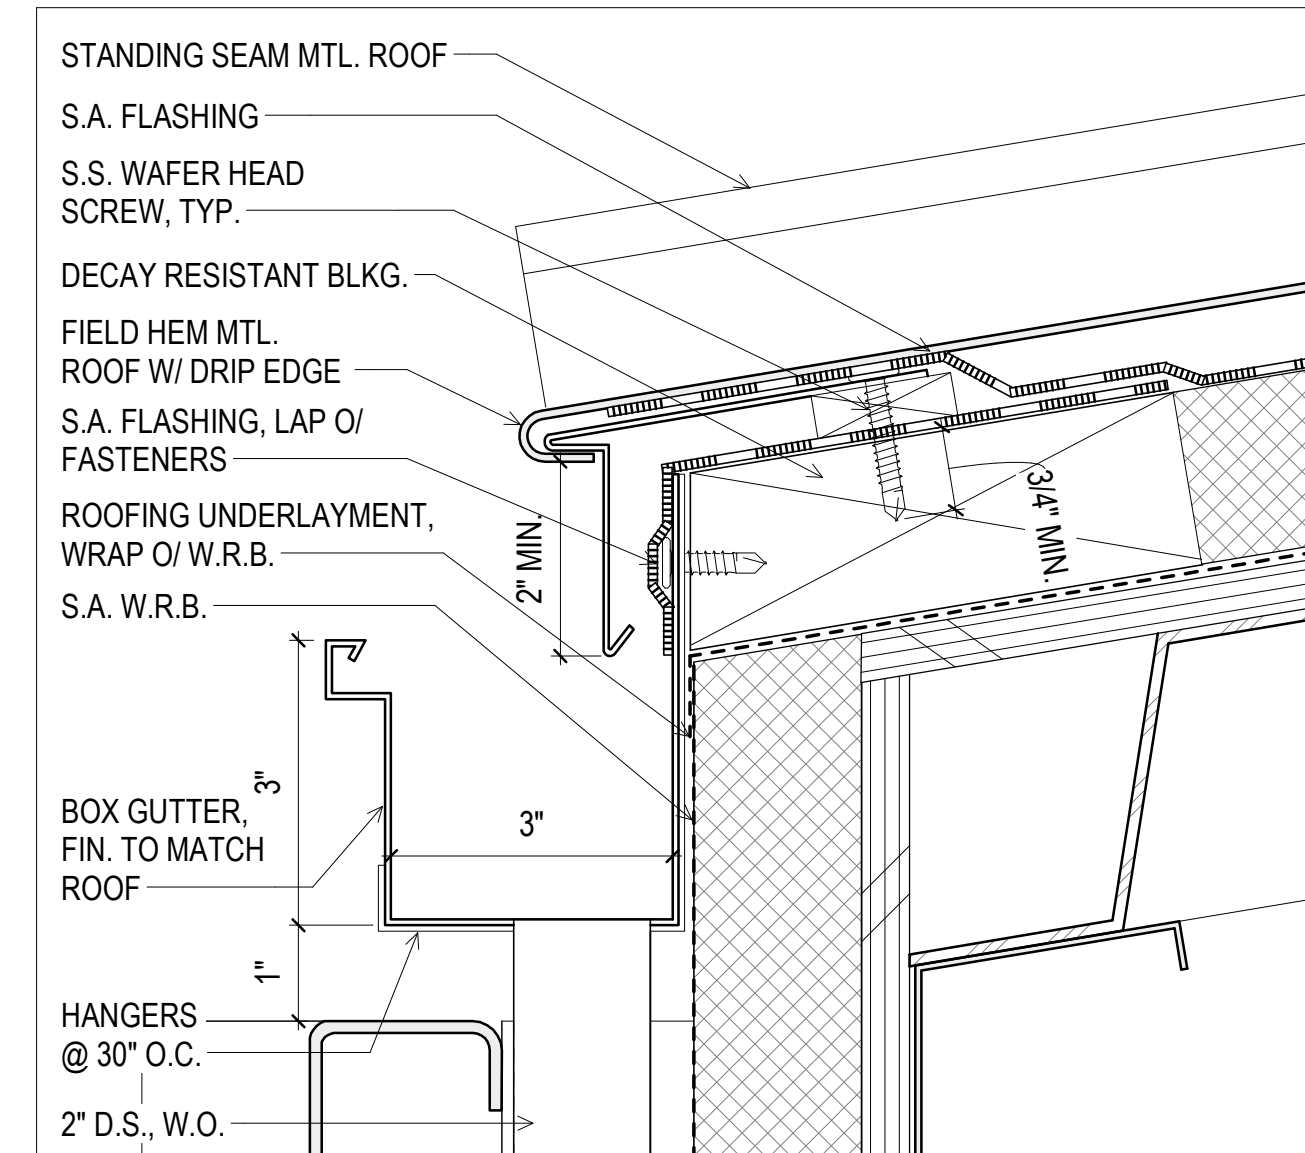 STANDING SEAM MTL. ROOF
S.A. FLASHING
S.S. WAFER HEAD
SCREW, TYP.
DECAY RESISTANT BLKG.
FIELD HEM MTL.
ROOF W/ DRIP EDGE
S.A. FLASHING, LAP O/
FASTENERS
ROOFING UNDERLAYMENT,
WRAP O/ W.R.B.
S.A. W.R.B.
2" MIN.
3/4" MIN.
3"
3"
BOX GUTTER,
FIN. TO MATCH
ROOF
1"
HANGERS
@ 30" O.C.
2" D.S., W.O.